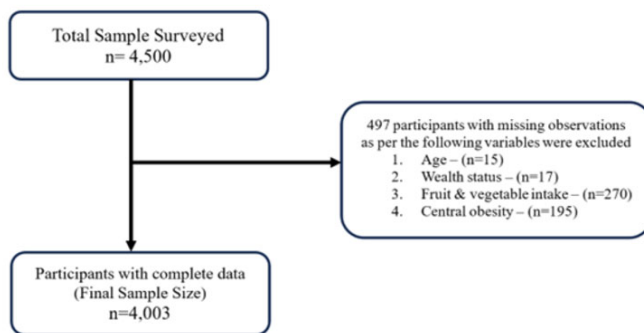 Total Sample Surveyed
n= 4,500
497 participants with missing observations
as per the following variables were excluded
1. Age – (n=15)
2. Wealth status – (n=17)
3. Fruit & vegetable intake – (n=270)
4. Central obesity – (n=195)
Participants with complete data
(Final Sample Size)
n=4,003